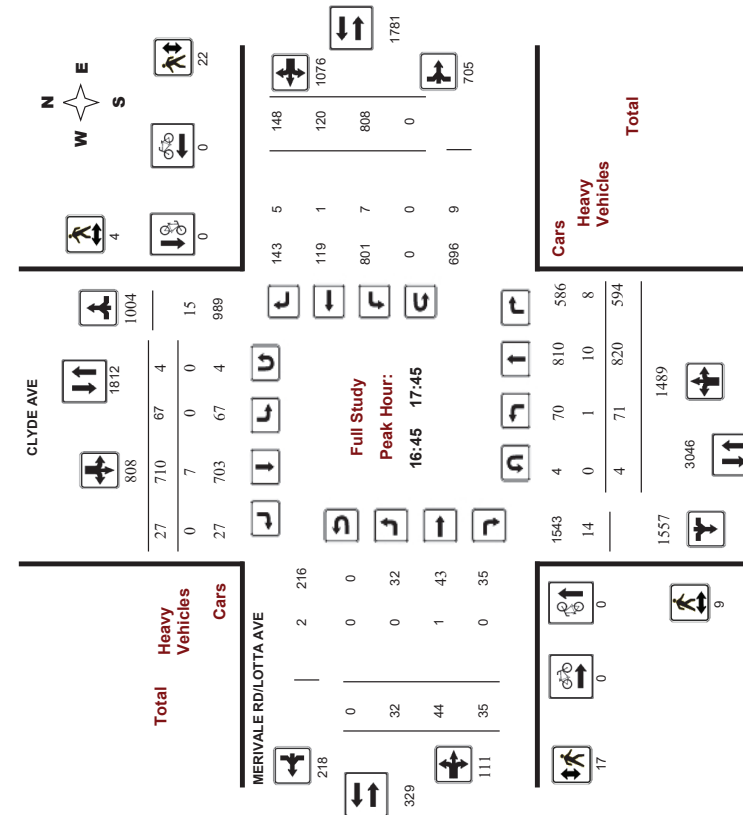 N
W E
S
22
0
4
0
CLYDE AVE
1812
808
1004
Total 27 710 67 4
Heavy Vehicles 0 7 0 0 15
Cars 27 703 67 4 989
MERIVALE RD/LOTTA AVE
218
2 216
0 0 0
32 0 32
44 1 43
35 0 35
329
111
Full Study
Peak Hour:
16:45 17:45
1781
1076
143 5 148
119 1 120
801 7 808
0 0 0
696 9
705
Cars 1543 4 70 810 586
Heavy Vehicles 14 0 1 10 8
Total 4 71 820 594
1557
3046
1489
17
0
0
9